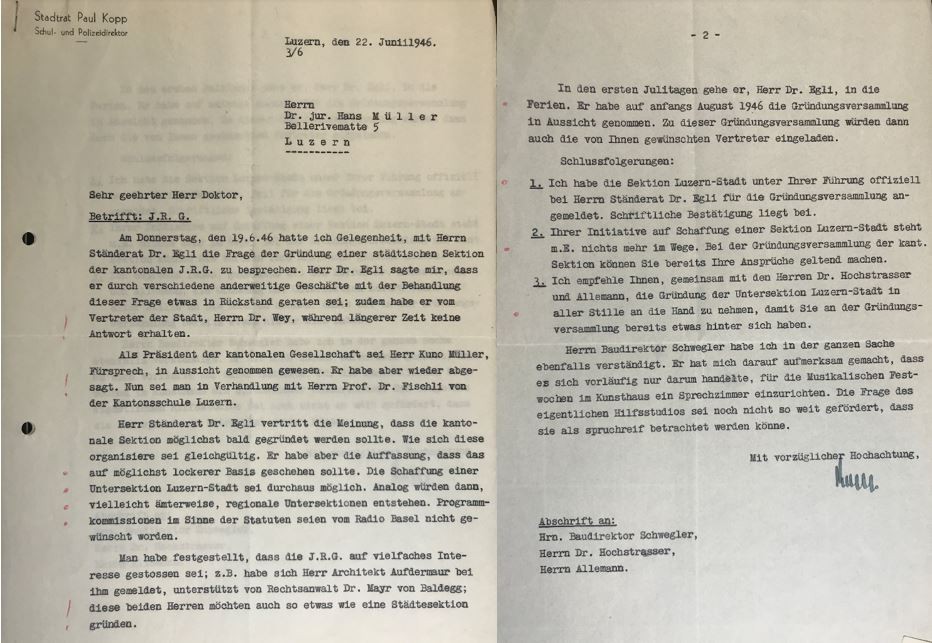 Stadtrat Paul Kopp
Schul- und Polizeidirektor
Luzern, den 22. Juni1946.
3/6
Herrn
Dr. jur. Hans M ü l l e r
Bellerivematte 5
L u z e r n
Sehr geehrter Herr Doktor,
Betrifft: J.R. G.
Am Donnerstag, den 19.6.46 hatte ich Gelegenheit, mit Herrn
Ständerat Dr. Egli die Frage der Gründung einer städtischen Sektion
der kantonalen J.R.G. zu besprechen. Herr Dr. Egli sagte mir, dass
er durch verschiedene anderweitige Geschäfte mit der Behandlung
dieser Frage etwas in Rückstand geraten sei; zudem habe er vom
Vertreter der Stadt, Herrn Dr. Wey, während längerer Zeit keine
Antwort erhalten.
Als Präsident der kantonalen Gesellschaft sei Herr Kuno Müller,
Fürsprech, in Aussicht genommen gewesen. Er habe aber wieder abge-
sagt. Nun sei man in Verhandlung mit Herrn Prof. Dr. Fischli von
der Kantonsschule Luzern.
Herr Ständerat Dr. Egli vertritt die Meinung, dass die kanto-
nale Sektion möglichst bald gegründet werden sollte. Wie sich diese
organisiere sei gleichgültig. Er habe aber die Auffassung, dass das
auf möglichst lockerer Basis geschehen sollte. Die Schaffung einer
Untersektion Luzern-Stadt sei durchaus möglich. Analog würden dann,
vielleicht ämterweise, regionale Untersektionen entstehen. Programm-
kommissionen im Sinne der Statuten seien vom Radio Basel nicht ge-
wünscht worden.
Man habe festgestellt, dass die J.R.G. auf vielfaches Inte-
resse gestossen sei; z.B. habe sich Herr Architekt Aufdermaur bei
ihm gemeldet, unterstützt von Rechtsanwalt Dr. Mayr von Baldegg;
diese beiden Herren möchten auch so etwas wie eine Städtesektion
gründen.
- 2 -
In den ersten Julitagen gehe er, Herr Dr. Egli, in die
Ferien. Er habe auf anfangs August 1946 die Gründungsversammlung
in Aussicht genommen. Zu dieser Gründungsversammlung würden dann
auch die von Ihnen gewünschten Vertreter eingeladen.
Schlussfolgerungen:
1. Ich habe die Sektion Luzern-Stadt unter Ihrer Führung offiziell
bei Herrn Ständerat Dr. Egli für die Gründungsversammlung an-
gemeldet. Schriftliche Bestätigung liegt bei.
2. Ihrer Initiative auf Schaffung einer Sektion Luzern-Stadt steht
m.E. nichts mehr im Wege. Bei der Gründungsversammlung der kant.
Sektion können Sie bereits Ihre Ansprüche geltend machen.
3. Ich empfehle Ihnen, gemeinsam mit den Herren Dr. Hochstrasser
und Allemann, die Gründung der Untersektion Luzern-Stadt in
aller Stille an die Hand zu nehmen, damit Sie an der Gründungs-
versammlung bereits etwas hinter sich haben.
Herrn Baudirektor Schwegler habe ich in der ganzen Sache
ebenfalls verständigt. Er hat mich darauf aufmerksam gemacht, dass
es sich vorläufig nur darum handelte, für die Musikalischen Fest-
wochen im Kunsthaus ein Sprechzimmer einzurichten. Die Frage des
eigentlichen Hilfsstudios sei noch nicht so weit gefördert, dass
sie als spruchreif betrachtet werden könne.
Mit vorzüglicher Hochachtung,
Abschrift an:
Hrn. Baudirektor Schwegler,
Herrn Dr. Hochstrasser,
Herrn Allemann.